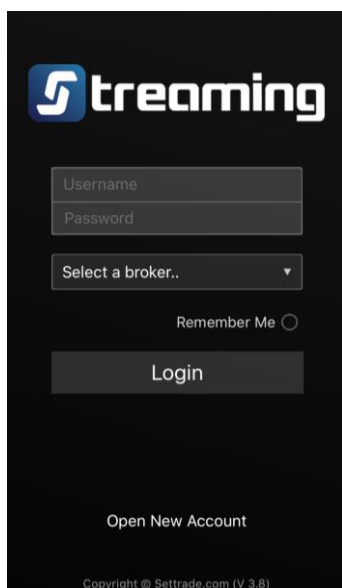 Streaming
Username
Password
Select a broker..
Remember Me
Login
Open New Account
Copyright © Settrade.com (V 3.8)